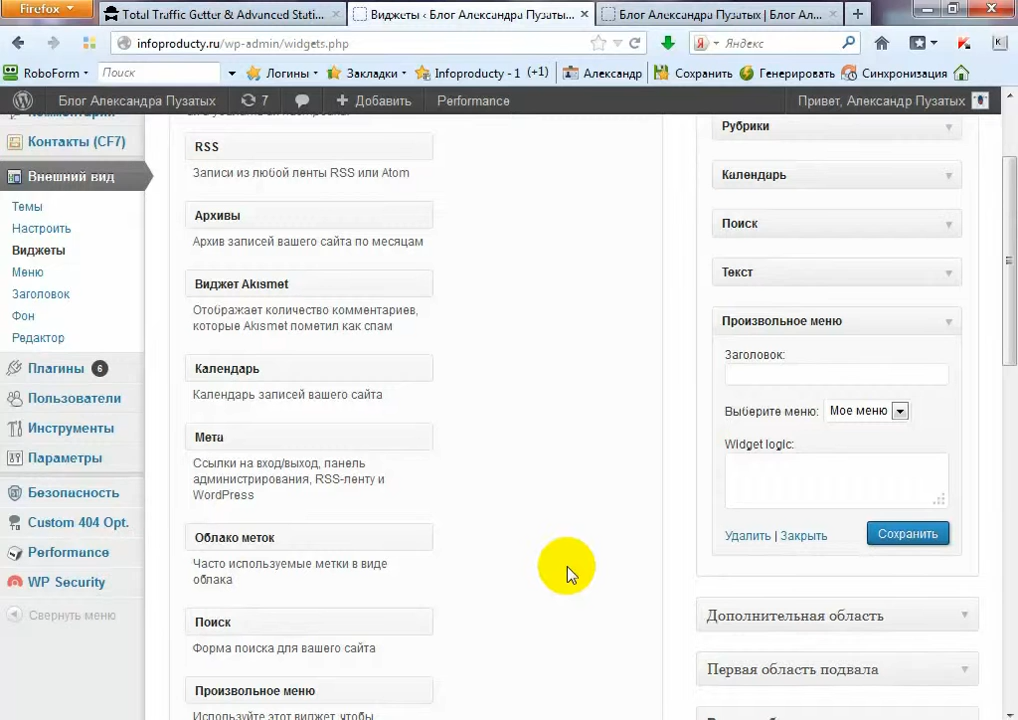 Firefox
Total Traffic Getter & Advanced Stati...
Виджеты ‹ Блог Александра Пузаты...
Блог Александра Пузатых | Блог Ал...
infoproducty.ru/wp-admin/widgets.php
Яндекс
RoboForm
Поиск
Логины
Закладки
Infoproducty - 1 (+1)
Александр
Сохранить
Генерировать
Синхронизация
Блог Александра Пузатых
7
Добавить
Performance
Привет, Александр Пузатых
Контакты (CF7)
Внешний вид
Темы
Настроить
Виджеты
Меню
Заголовок
Фон
Редактор
Плагины 6
Пользователи
Инструменты
Параметры
Безопасность
Custom 404 Opt.
Performance
WP Security
Свернуть меню
RSS
Записи из любой ленты RSS или Atom
Архивы
Архив записей вашего сайта по месяцам
Виджет Akismet
Отображает количество комментариев,
которые Akismet пометил как спам
Календарь
Календарь записей вашего сайта
Мета
Ссылки на вход/выход, панель
администрирования, RSS-ленту и
WordPress
Облако меток
Часто используемые метки в виде
облака
Поиск
Форма поиска для вашего сайта
Произвольное меню
Используйте этот виджет, чтобы
Рубрики
Календарь
Поиск
Текст
Произвольное меню
Заголовок:
Выберите меню: Мое меню
Widget logic:
Удалить | Закрыть
Сохранить
Дополнительная область
Первая область подвала